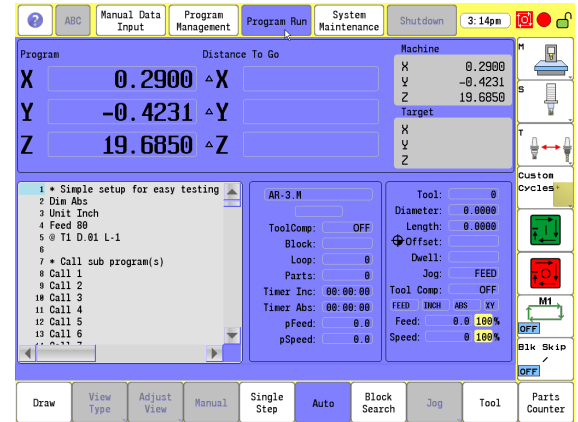 ? ABC Manual Data Input Program Management Program Run System Maintenance Shutdown 3:14pm
Program Distance To Go Machine
X 0.2900 △X
Y -0.4231 △Y
Z 19.6850 △Z
X 0.2900
Y -0.4231
Z 19.6850
Target
X
Y
Z
M
S
T
Custom
Cycles+
1 * Simple setup for easy testing
2 Dim Abs
3 Unit Inch
4 Feed 80
5 @ T1 D.01 L-1
6
7 * Call sub program(s)
8 Call 1
9 Call 2
10 Call 3
11 Call 4
12 Call 5
13 Call 6
AR-3.M
ToolComp: OFF
Block:
Loop: 0
Parts: 0
Timer Inc: 00:00:00
Timer Abs: 00:00:00
pFeed: 0.0
pSpeed: 0.0
Tool: 0
Diameter: 0.0000
Length: 0.0000
Offset:
Dwell:
Jog: FEED
Tool Comp: OFF
FEED INCH ABS XY
Feed: 0.0 100%
Speed: 0 100%
1
M1
OFF
Blk Skip
/
OFF
Draw View Type Adjust View Manual Single Step Auto Block Search Jog Tool Parts Counter